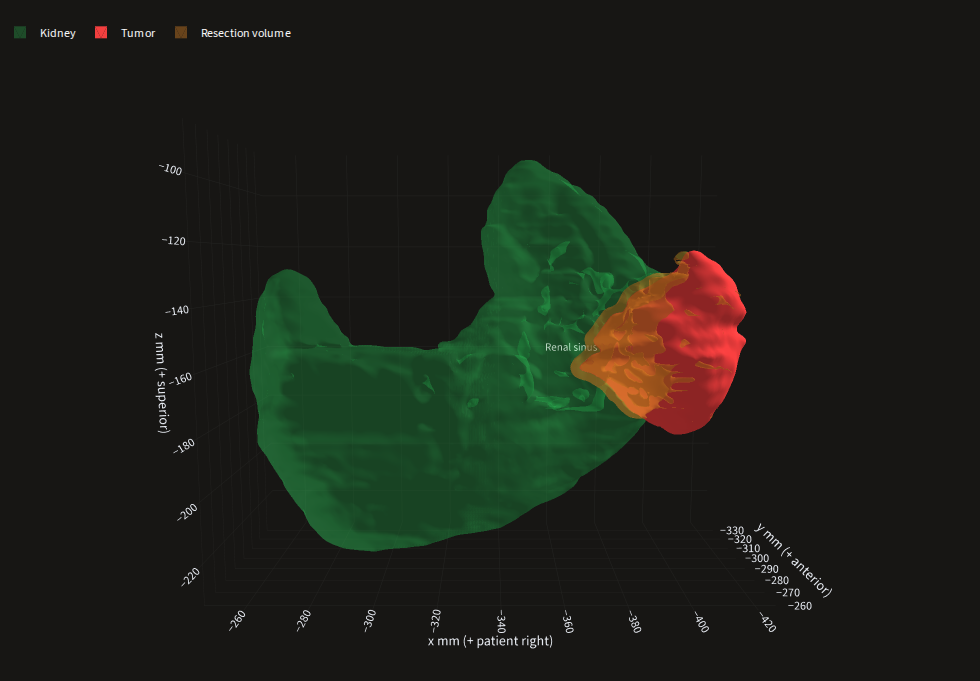 Kidney Tumor Resection volume
−100
−120
−140
−160
−180
−200
−220
z mm (+ superior)
Renal sinus
−330
−320
−310
−300
−290
−280
−270
−260
y mm (+ anterior)
−260 −280 −300 −320 −340 −360 −380 −400 −420
x mm (+ patient right)